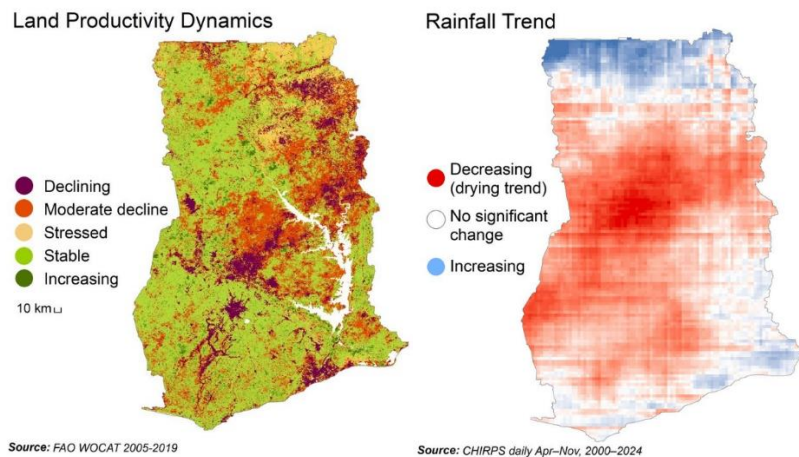 Land Productivity Dynamics
Declining
Moderate decline
Stressed
Stable
Increasing
10 km
Source: FAO WOCAT 2005-2019
Rainfall Trend
Decreasing
(drying trend)
No significant
change
Increasing
Source: CHIRPS daily Apr–Nov, 2000–2024